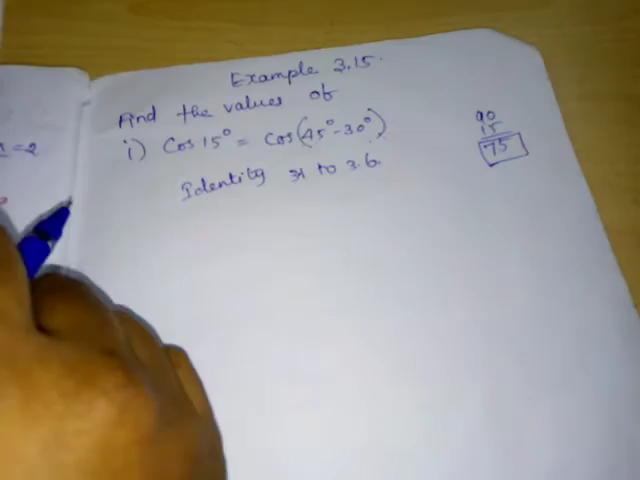 Example 3.15.
Find the values of
i) Cos 15° = Cos (45° - 30°)
Identity 3.1 to 3.6.
90
15
75
= 2